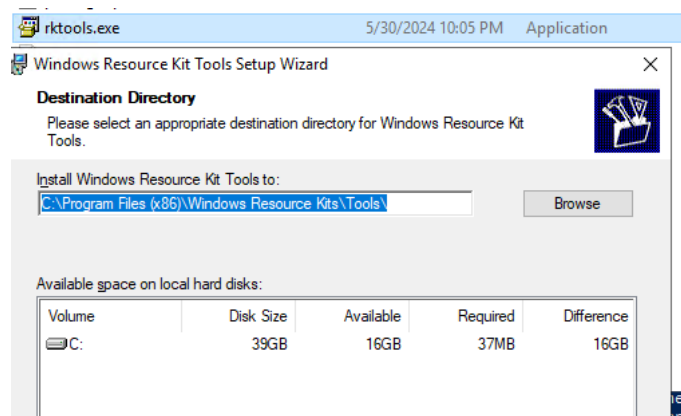 rktools.exe 5/30/2024 10:05 PM Application
Windows Resource Kit Tools Setup Wizard
Destination Directory
Please select an appropriate destination directory for Windows Resource Kit
Tools.
Install Windows Resource Kit Tools to:
C:\Program Files (x86)\Windows Resource Kits\Tools\
Browse
Available space on local hard disks:
Volume Disk Size Available Required Difference
C: 39GB 16GB 37MB 16GB